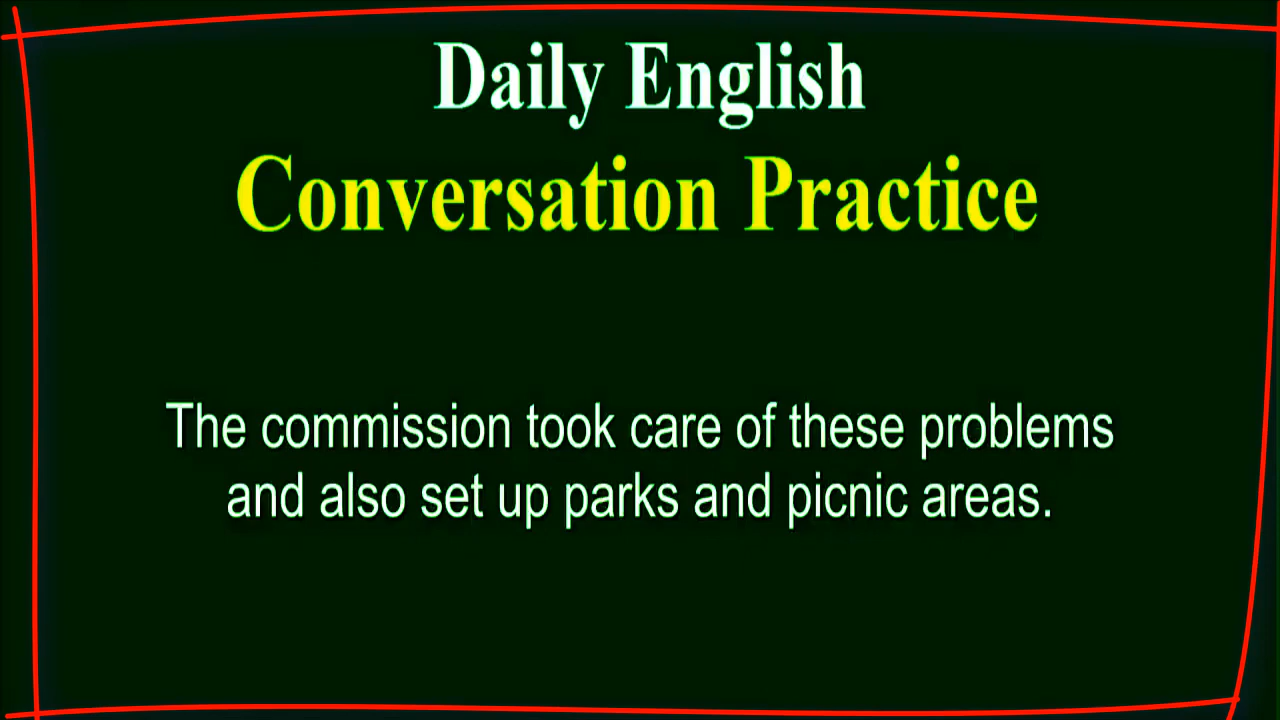 Daily English
Conversation Practice
The commission took care of these problems
and also set up parks and picnic areas.